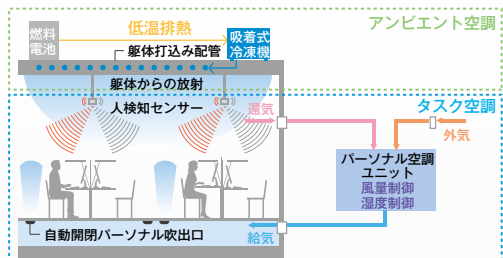 アンビエント空調
燃料
電池
低温排熱
吸着式
冷凍機
躯体打込み配管
躯体からの放射
人検知センサー
還気
タスク空調
外気
パーソナル空調
ユニット
風量制御
湿度制御
自動開閉パーソナル吹出口
給気